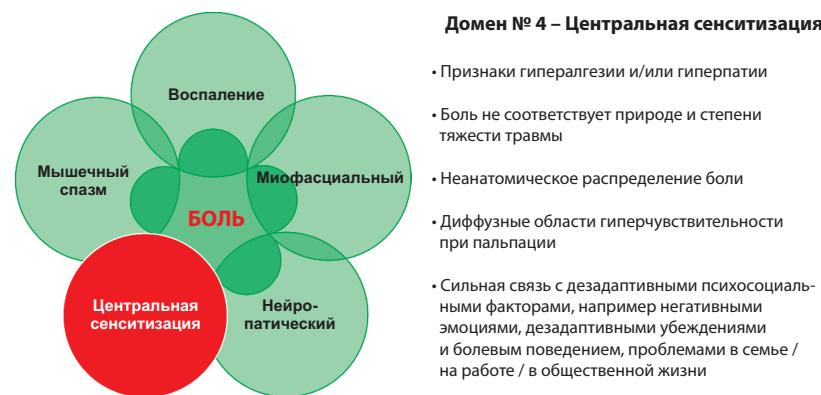 Домен № 4 – Центральная сенситизация
Воспаление
Мышечный
спазм
Миофасциальный
БОЛЬ
Центральная
сенситизация
Нейро-
патический
• Признаки гипералгезии и/или гиперпатии
• Боль не соответствует природе и степени
тяжести травмы
• Неанатомическое распределение боли
• Диффузные области гиперчувствительности
при пальпации
• Сильная связь с дезадаптивными психосоциаль-
ными факторами, например негативными
эмоциями, дезадаптивными убеждениями
и болевым поведением, проблемами в семье /
на работе / в общественной жизни